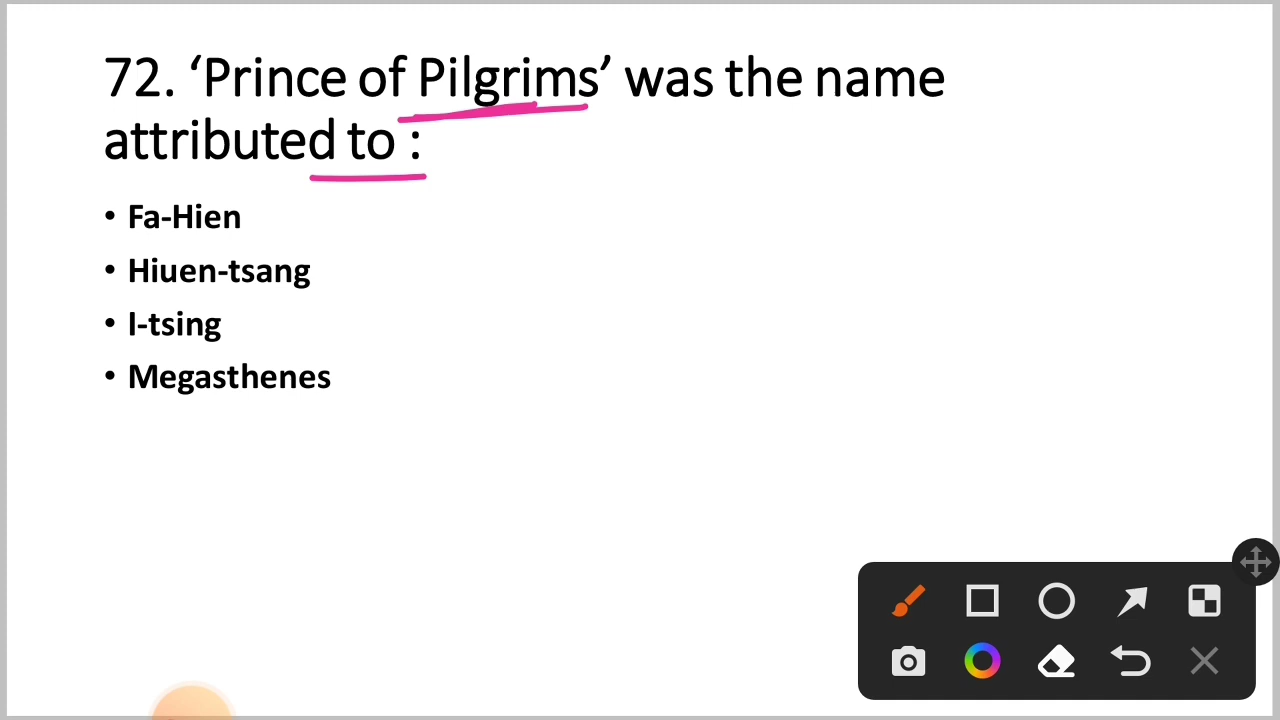 72. ‘Prince of Pilgrims’ was the name
attributed to :
• Fa-Hien
• Hiuen-tsang
• I-tsing
• Megasthenes